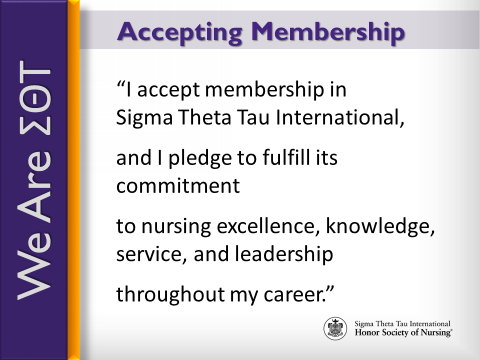 Accepting Membership
We Are ΣΘΤ
“I accept membership in
Sigma Theta Tau International,
and I pledge to fulfill its
commitment
to nursing excellence, knowledge,
service, and leadership
throughout my career.”
Sigma Theta Tau International
Honor Society of Nursing®